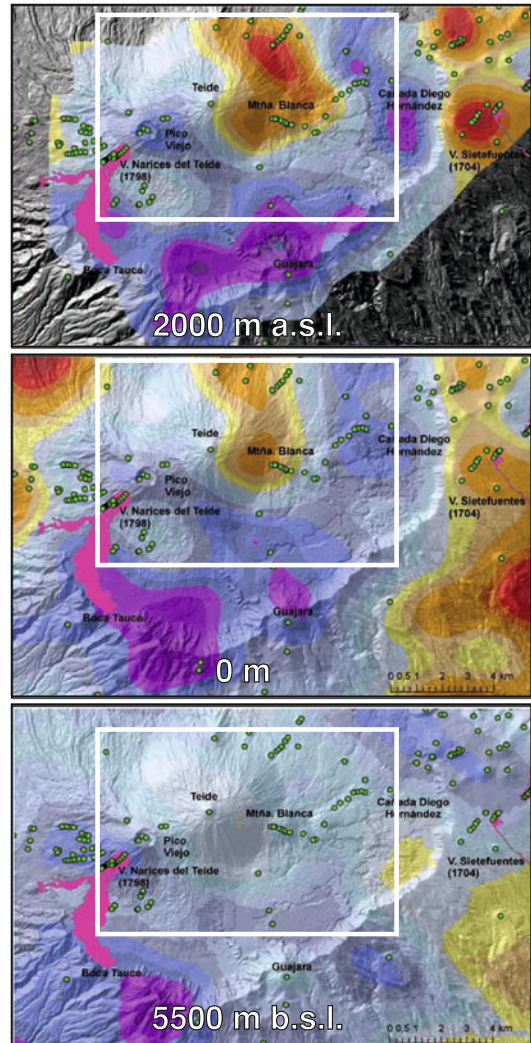 Teide
Cañada Diego
Hernández
Mtña. Blanca
Pico
Viejo
V. Narices del Teide
(1798)
V. Sietefuentes
(1704)
Boca Tauce
Guajara
2000 m a.s.l.
Teide
Cañada Diego
Hernández
Mtña. Blanca
Pico
Viejo
V. Narices del Teide
(1798)
V. Sietefuentes
(1704)
Boca Tauce
Guajara
0 m
0 0,5 1 2 3 4 km
Teide
Cañada Diego
Hernández
Mtña. Blanca
Pico
Viejo
V. Narices del Teide
(1798)
V. Sietefuentes
(1704)
Boca Tauce
Guajara
5500 m b.s.l.
0 0,5 1 2 3 4 km